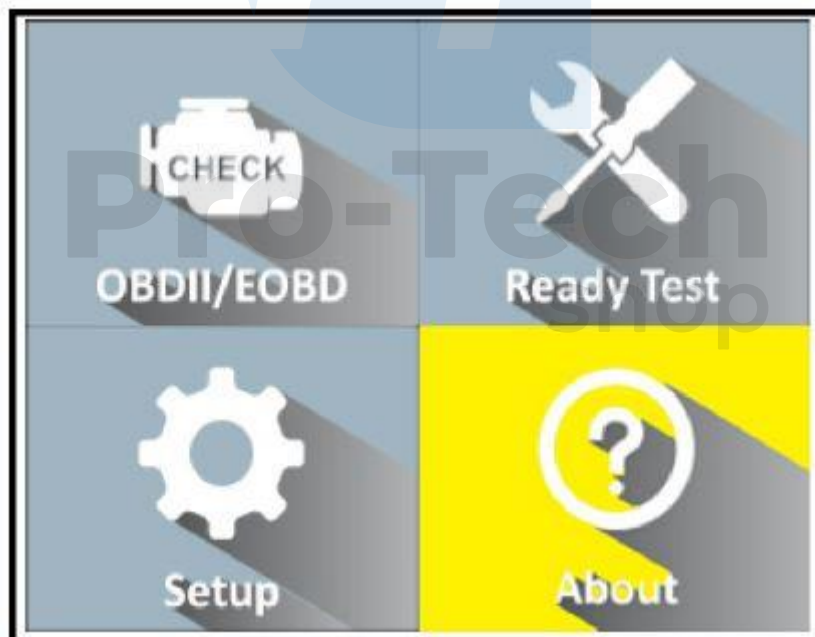 CHECK
OBDII/EOBD
Ready Test
Pro-Tech
shop
Setup
?
About